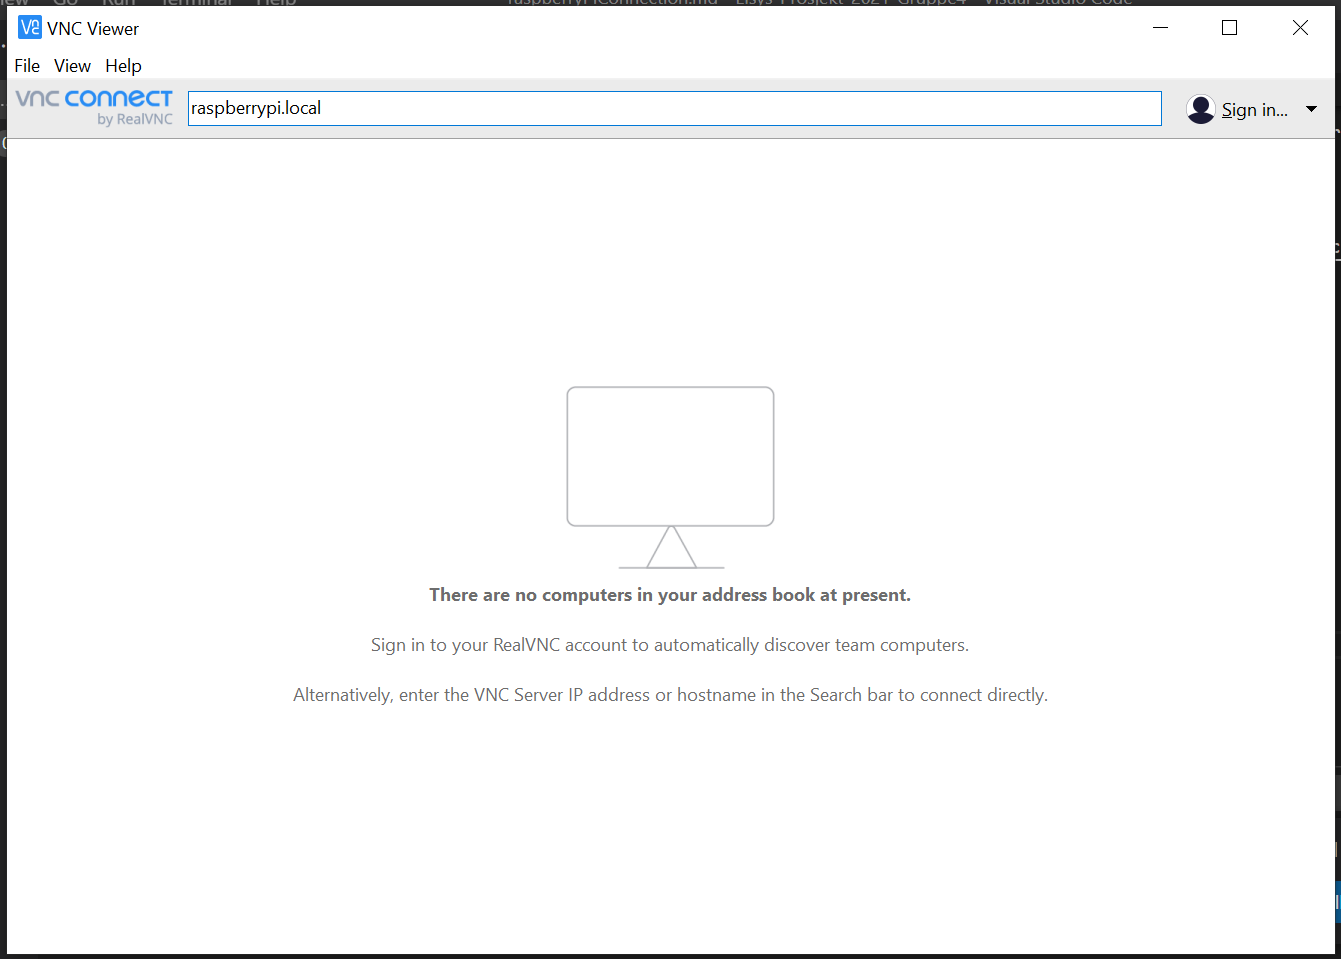 VNC Viewer
File View Help
vnc connect
by RealVNC
raspberrypi.local
Sign in...
There are no computers in your address book at present.
Sign in to your RealVNC account to automatically discover team computers.
Alternatively, enter the VNC Server IP address or hostname in the Search bar to connect directly.